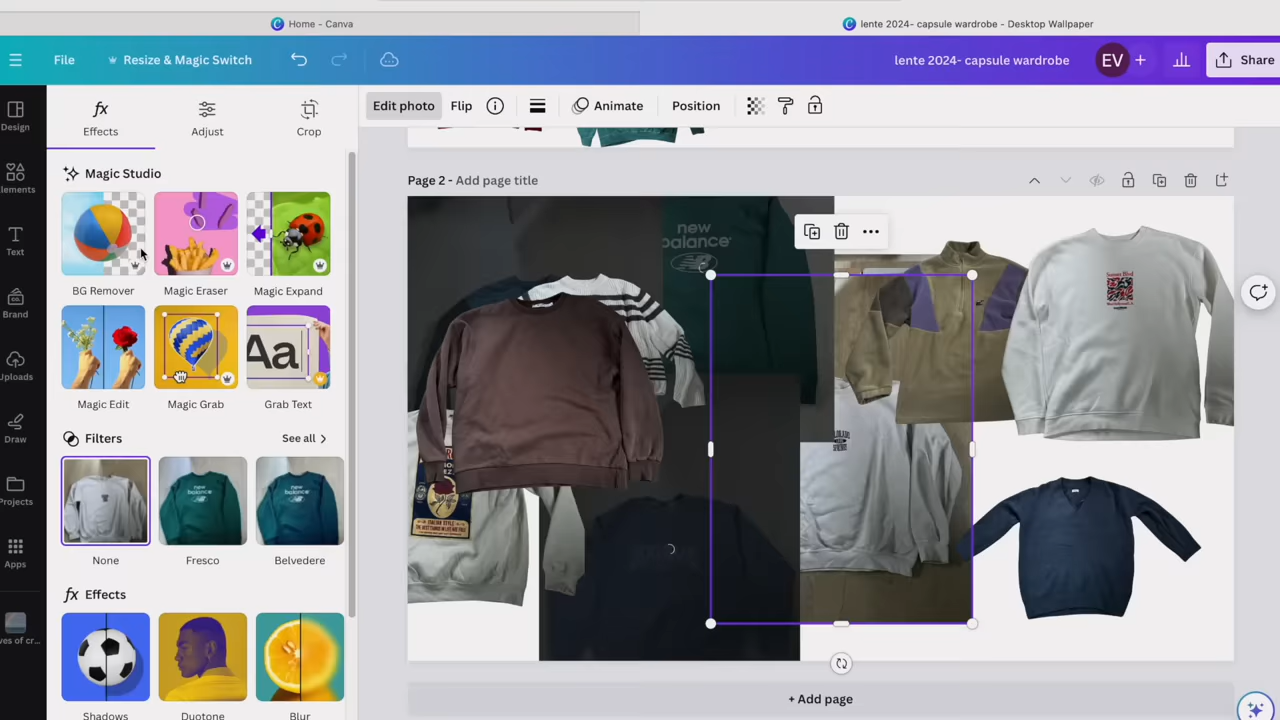 Home - Canva
lente 2024- capsule wardrobe - Desktop Wallpaper
File
Resize & Magic Switch
lente 2024- capsule wardrobe
EV
Share
Design
Elements
Text
Brand
Uploads
Draw
Projects
Apps
Effects
Adjust
Crop
Edit photo
Flip
Animate
Position
Magic Studio
BG Remover
Magic Eraser
Magic Expand
Magic Edit
Magic Grab
Aa
Grab Text
Filters
See all
None
Fresco
Belvedere
fx Effects
Shadows
Duotone
Blur
Page 2 - Add page title
new
balance
+ Add page